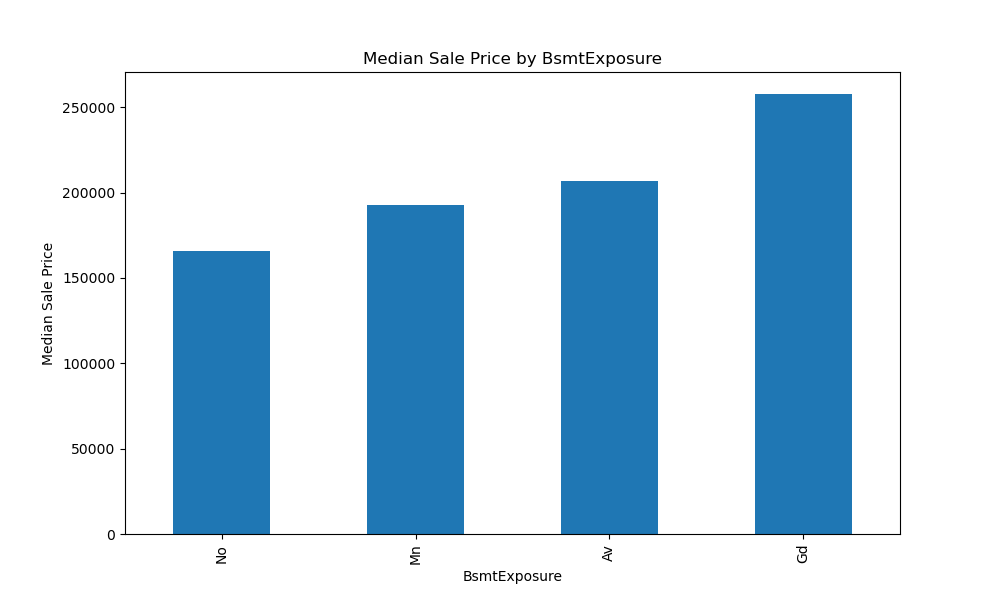 Median Sale Price by BsmtExposure
Median Sale Price
250000
200000
150000
100000
50000
0
No
Mn
Av
Gd
BsmtExposure